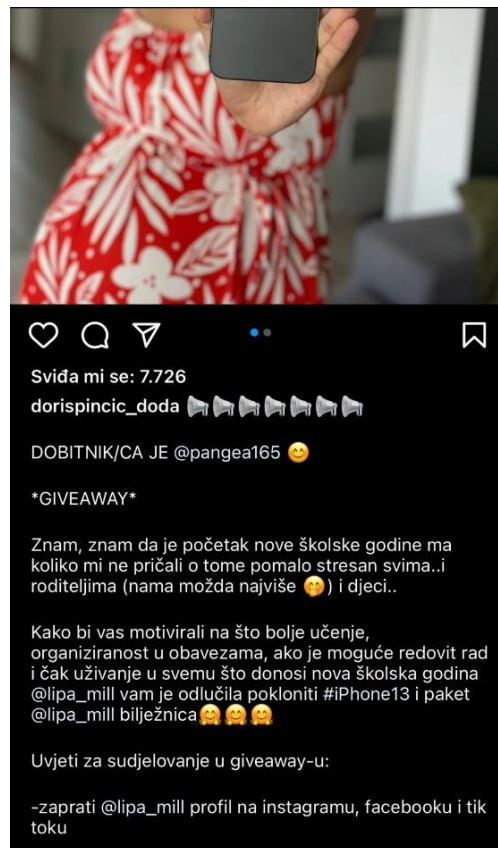 Sviđa mi se: 7.726
dorispincic_doda 📢📢📢📢📢📢📢
DOBITNIK/CA JE @pangea165 😊
*GIVEAWAY*
Znam, znam da je početak nove školske godine ma
koliko mi ne pričali o tome pomalo stresan svima..i
roditeljima (nama možda najviše 🤭) i djeci..
Kako bi vas motivirali na što bolje učenje,
organiziranost u obavezama, ako je moguće redovit rad
i čak uživanje u svemu što donosi nova školska godina
@lipa_mill vam je odlučila pokloniti #iPhone13 i paket
@lipa_mill bilježnica🤗🤗🤗
Uvjeti za sudjelovanje u giveaway-u:
-zaprati @lipa_mill profil na instagramu, facebooku i tik
toku